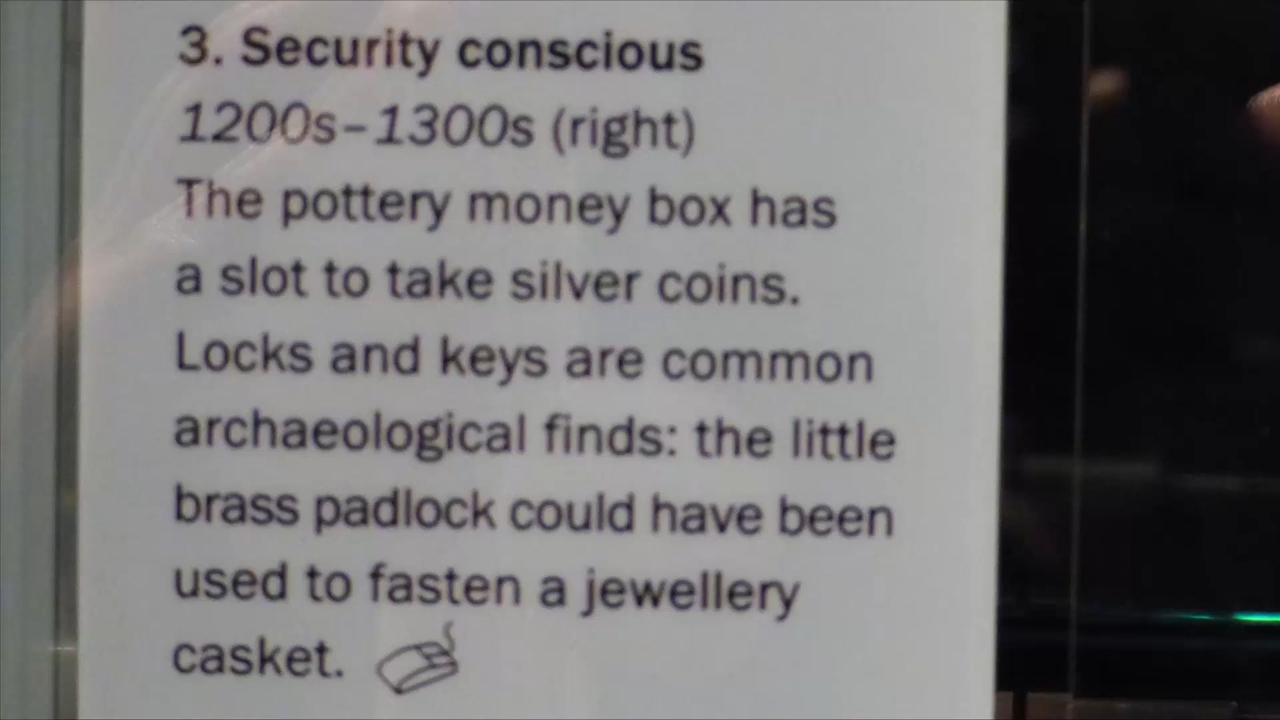 3. Security conscious
1200s–1300s (right)
The pottery money box has
a slot to take silver coins.
Locks and keys are common
archaeological finds: the little
brass padlock could have been
used to fasten a jewellery
casket.